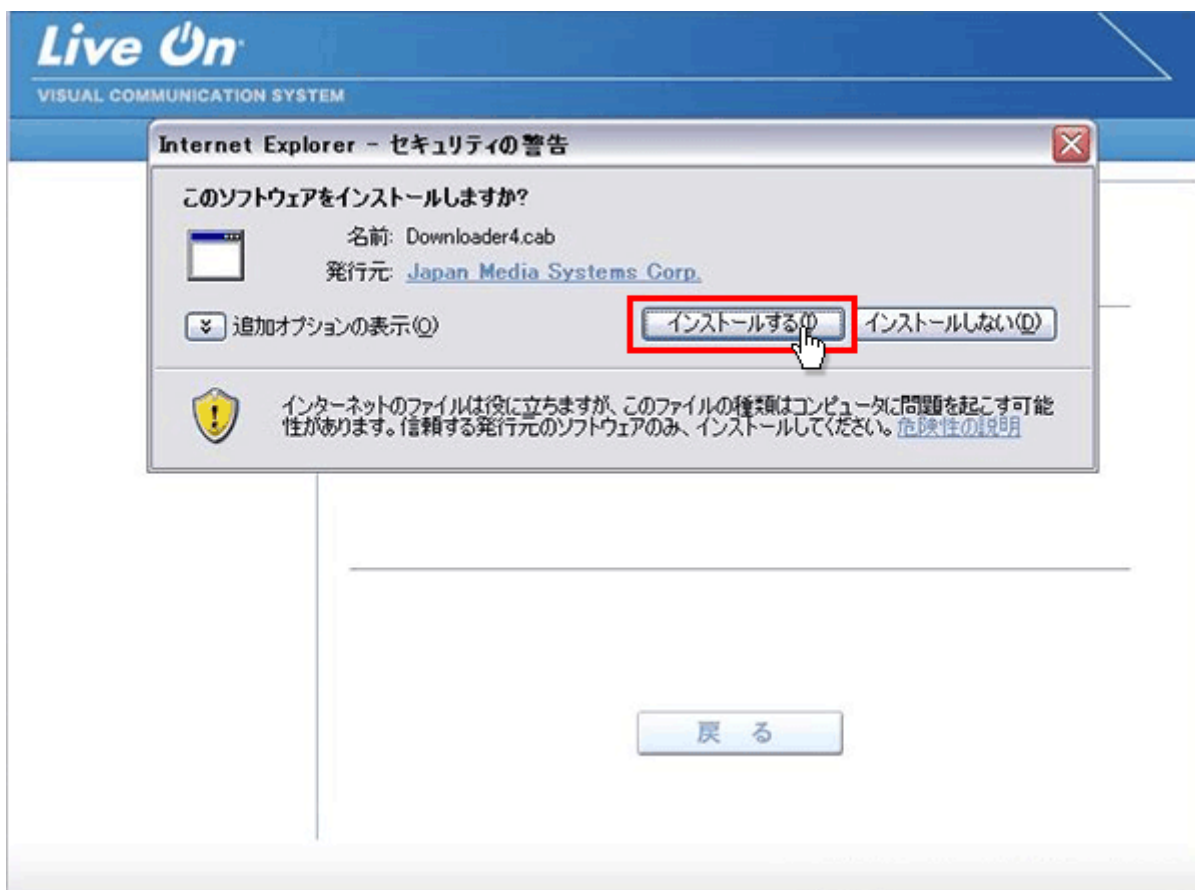 Live On
VISUAL COMMUNICATION SYSTEM
Internet Explorer - セキュリティの警告
このソフトウェアをインストールしますか?
名前: Downloader4.cab
発行元: Japan Media Systems Corp.
追加オプションの表示(O)
インストールする(I)
インストールしない(D)
インターネットのファイルは役に立ちますが、このファイルの種類はコンピュータに問題を起こす可能
性があります。信頼する発行元のソフトウェアのみ、インストールしてください。危険性の説明
戻 る